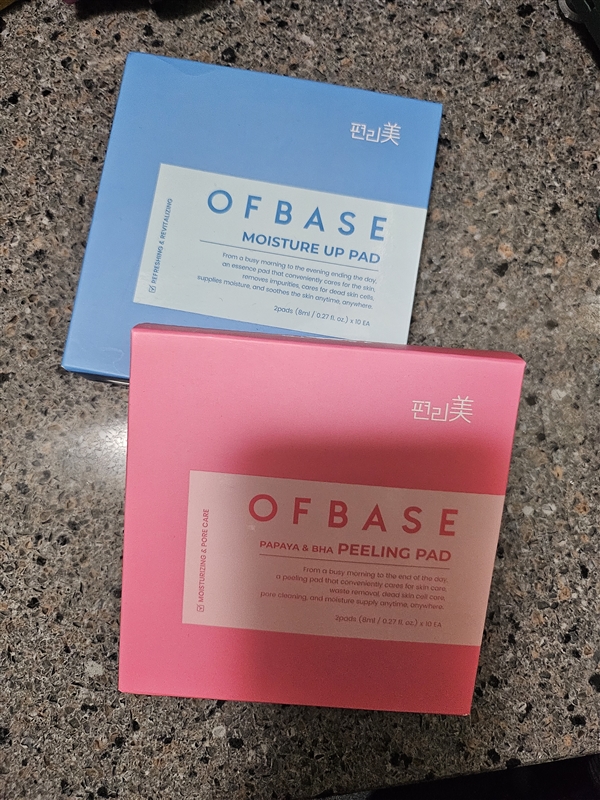 편리美
OFBASE
MOISTURE UP PAD
From a busy morning to the evening ending the day,
an essence pad that conveniently cares for the skin,
removes impurities, cares for dead skin cells,
supplies moisture, and soothes the skin anytime, anywhere.
2pads (8ml / 0.27 fl. oz.) x 10 EA
REFRESHING & REVITALIZING
편리美
OFBASE
PAPAYA & BHA PEELING PAD
From a busy morning to the end of the day,
a peeling pad that conveniently cares for skin care,
waste removal, dead skin cell care,
pore cleaning, and moisture supply anytime, anywhere.
2pads (8ml / 0.27 fl. oz.) x 10 EA
MOISTURIZING & PORE CARE